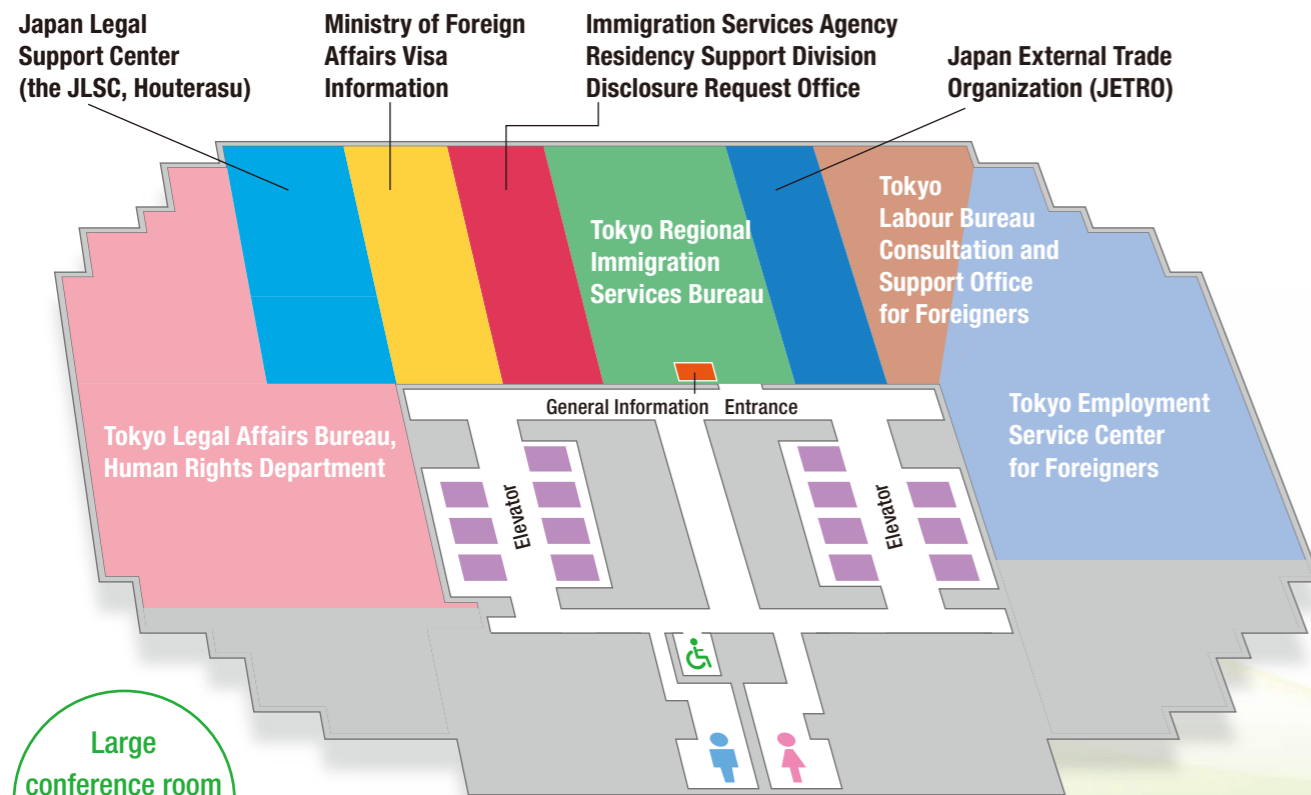 Japan Legal
Support Center
(the JLSC, Houterasu)
Ministry of Foreign
Affairs Visa
Information
Immigration Services Agency
Residency Support Division
Disclosure Request Office
Japan External Trade
Organization (JETRO)
Tokyo Regional
Immigration
Services Bureau
Tokyo
Labour Bureau
Consultation and
Support Office
for Foreigners
General Information
Entrance
Tokyo Legal Affairs Bureau,
Human Rights Department
Tokyo Employment
Service Center
for Foreigners
Elevator
Elevator
Large
conference room